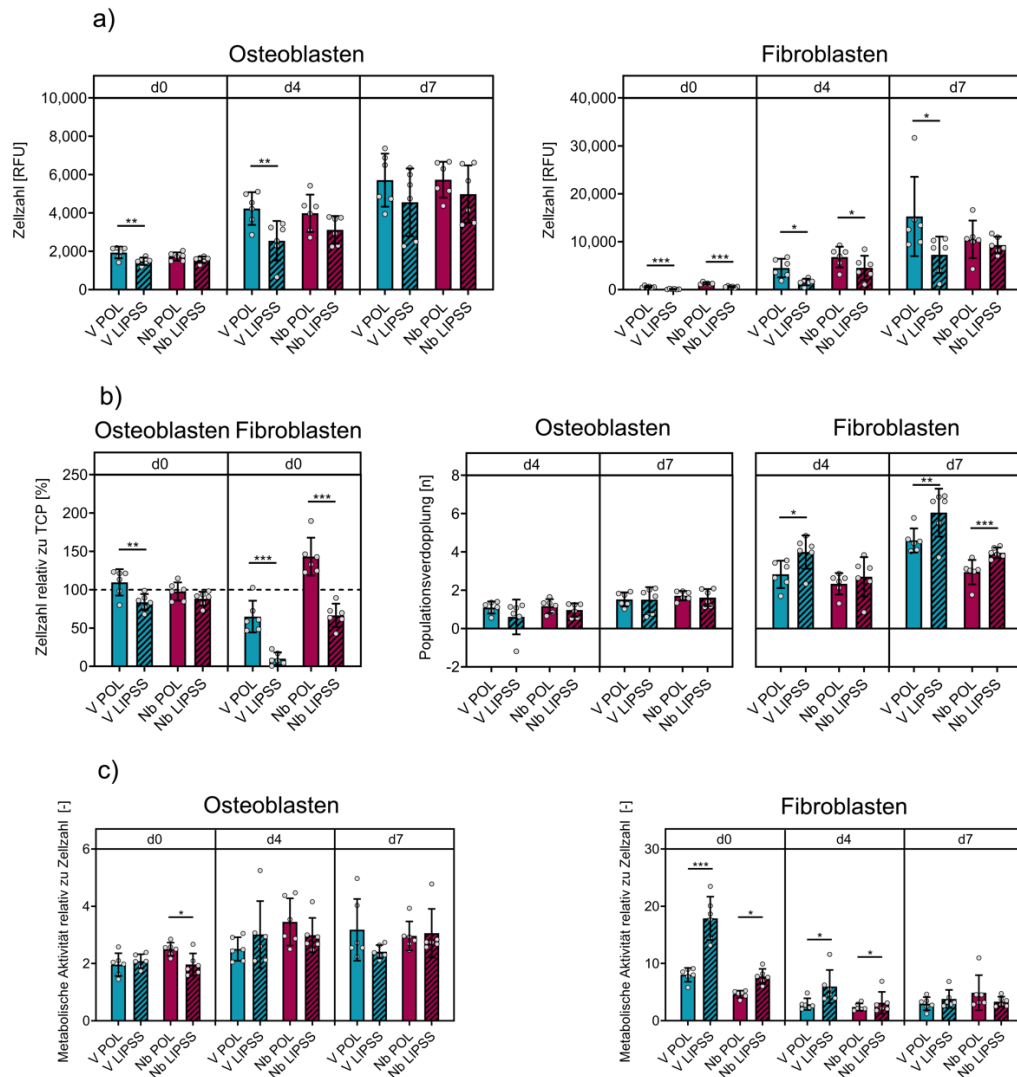 a)
Osteoblasten
d0 d4 d7
Zellzahl [RFU]
10,000
8,000
6,000
4,000
2,000
0
** **
V POL V LIPSS Nb POL Nb LIPSS V POL V LIPSS Nb POL Nb LIPSS V POL V LIPSS Nb POL Nb LIPSS
Fibroblasten
d0 d4 d7
Zellzahl [RFU]
40,000
30,000
20,000
10,000
0
*** *** * * *
V POL V LIPSS Nb POL Nb LIPSS V POL V LIPSS Nb POL Nb LIPSS V POL V LIPSS Nb POL Nb LIPSS
b)
Osteoblasten Fibroblasten
d0 d0
Zellzahl relativ zu TCP [%]
250
200
150
100
50
0
** *** ***
V POL V LIPSS Nb POL Nb LIPSS V POL V LIPSS Nb POL Nb LIPSS
Osteoblasten
d4 d7
Populationsverdopplung [n]
8
6
4
2
0
-2
V POL V LIPSS Nb POL Nb LIPSS V POL V LIPSS Nb POL Nb LIPSS
Fibroblasten
d4 d7
* ** ***
V POL V LIPSS Nb POL Nb LIPSS V POL V LIPSS Nb POL Nb LIPSS
c)
Osteoblasten
d0 d4 d7
Metabolische Aktivität relativ zu Zellzahl [-]
6
4
2
0
*
V POL V LIPSS Nb POL Nb LIPSS V POL V LIPSS Nb POL Nb LIPSS V POL V LIPSS Nb POL Nb LIPSS
Fibroblasten
d0 d4 d7
Metabolische Aktivität relativ zu Zellzahl [-]
30
20
10
0
*** * * *
V POL V LIPSS Nb POL Nb LIPSS V POL V LIPSS Nb POL Nb LIPSS V POL V LIPSS Nb POL Nb LIPSS